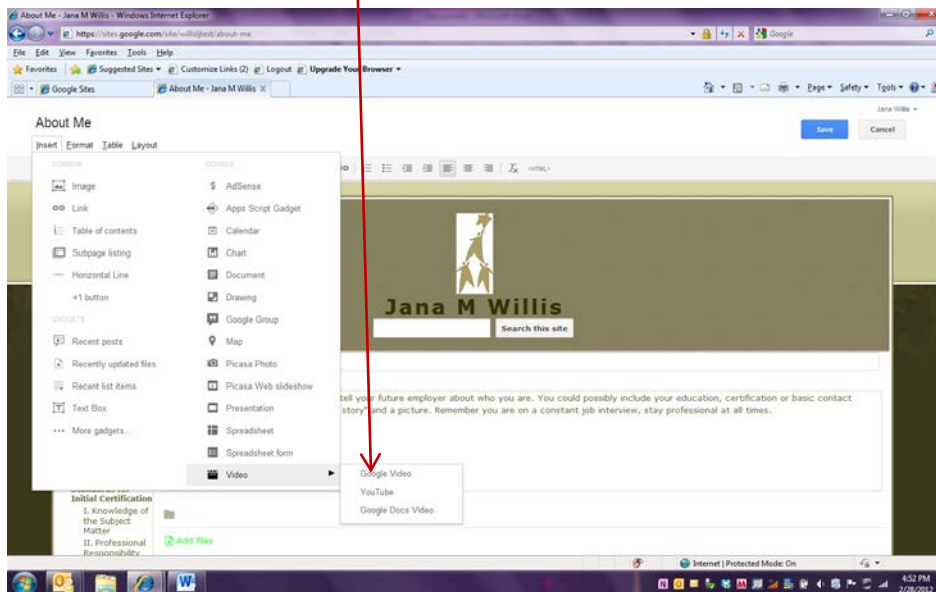 About Me - Jana M Willis - Windows Internet Explorer
https://sites.google.com/site/willisljtest/about-me
Google
File Edit View Favorites Tools Help
Favorites Suggested Sites Customize Links (2) Logout Upgrade Your Browser
Google Sites About Me - Jana M Willis X Page Safety Tools
Jana Willis
About Me
Save Cancel
Insert Format Table Layout
COMMON GOOGLE
<HTML>
Image $ AdSense
Link Apps Script Gadget
Table of contents Calendar
Subpage listing Chart
Horizontal Line Document
+1 button Drawing
Jana M Willis
GADGETS Google Group
Search this site
Recent posts Map
Recently updated files Picasa Photo
Recent list items Picasa Web slideshow
tell your future employer about who you are. You could possibly include your education, certification or basic contact
Text Box Presentation
story" and a picture. Remember you are on a constant job interview, stay professional at all times.
More gadgets... Spreadsheet
Spreadsheet form
Video Google Video
YouTube
Google Docs Video
Standards for
Initial Certification
I. Knowledge of
the Subject
Matter
II. Professional
Responsibility
Add files
Internet | Protected Mode: On
4:52 PM
2/28/2012